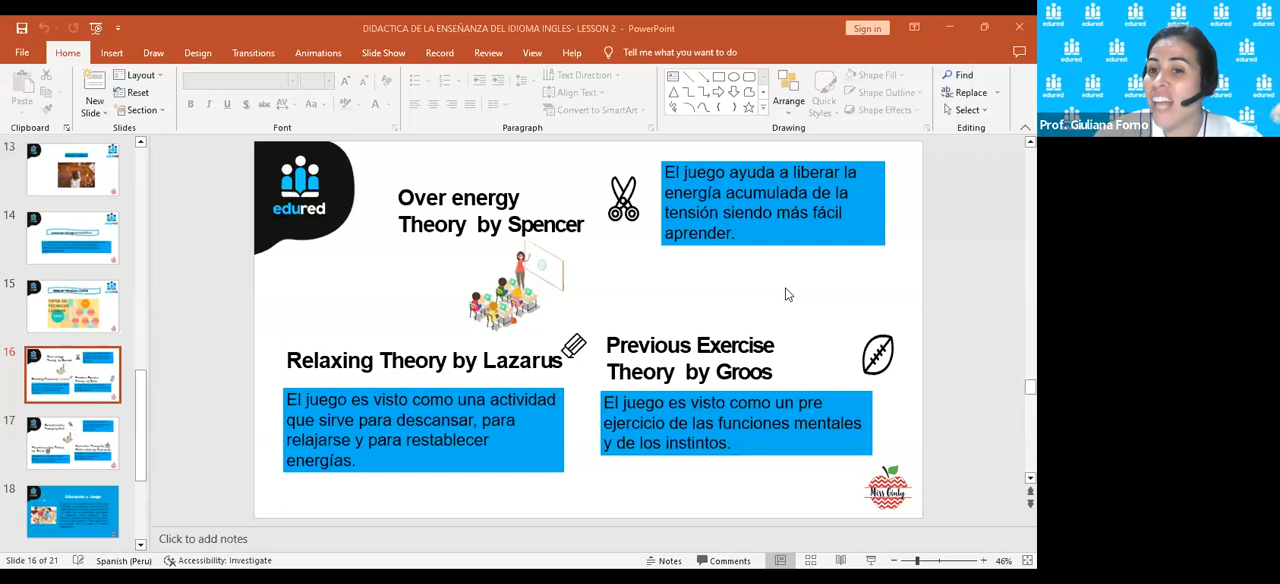 DIDACTICA DE LA ENSEÑANZA DEL IDIOMA INGLES- LESSON 2 - PowerPoint
Sign in
File Home Insert Draw Design Transitions Animations Slide Show Record Review View Help Tell me what you want to do
Paste
Clipboard
New Slide
Layout
Reset
Section
Slides
Font
Text Direction
Align Text
Convert to SmartArt
Paragraph
Arrange
Quick Styles
Shape Fill
Shape Outline
Shape Effects
Drawing
Find
Replace
Select
Editing
Prof. Giuliana Forno
edured
13
14
15
16
17
18
edured
Over energy
Theory by Spencer
El juego ayuda a liberar la
energía acumulada de la
tensión siendo más fácil
aprender.
Relaxing Theory by Lazarus
El juego es visto como una actividad
que sirve para descansar, para
relajarse y para restablecer
energías.
Previous Exercise
Theory by Groos
El juego es visto como un pre
ejercicio de las funciones mentales
y de los instintos.
Miss Giuly
Click to add notes
Slide 16 of 21 Spanish (Peru) Accessibility: Investigate Notes Comments 46%